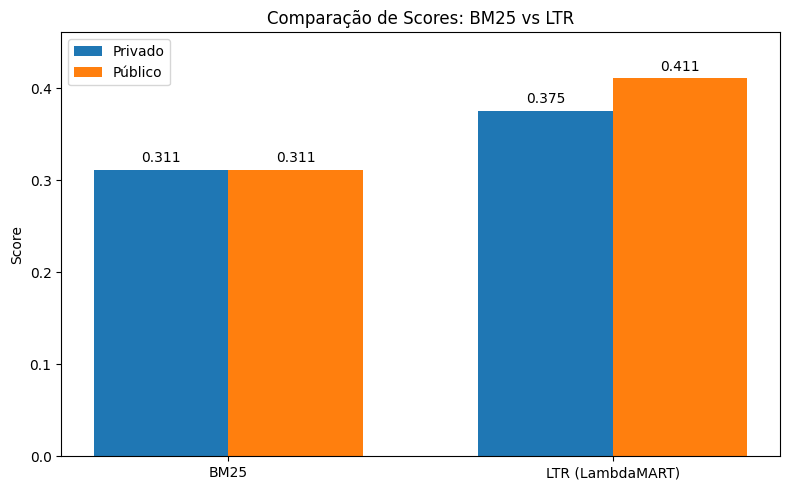 Comparação de Scores: BM25 vs LTR
Privado
Público
0.311
0.311
0.375
0.411
Score
0.4
0.3
0.2
0.1
0.0
BM25
LTR (LambdaMART)